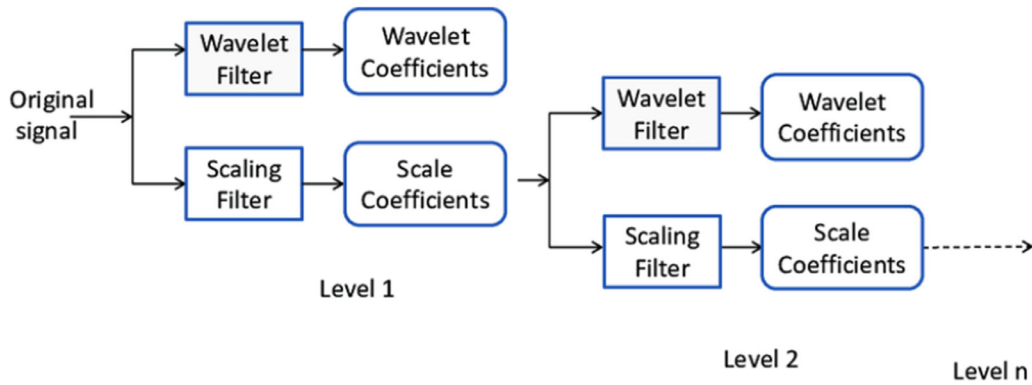 Original
signal
Wavelet
Filter
Wavelet
Coefficients
Scaling
Filter
Scale
Coefficients
Level 1
Wavelet
Filter
Wavelet
Coefficients
Scaling
Filter
Scale
Coefficients
Level 2
Level n